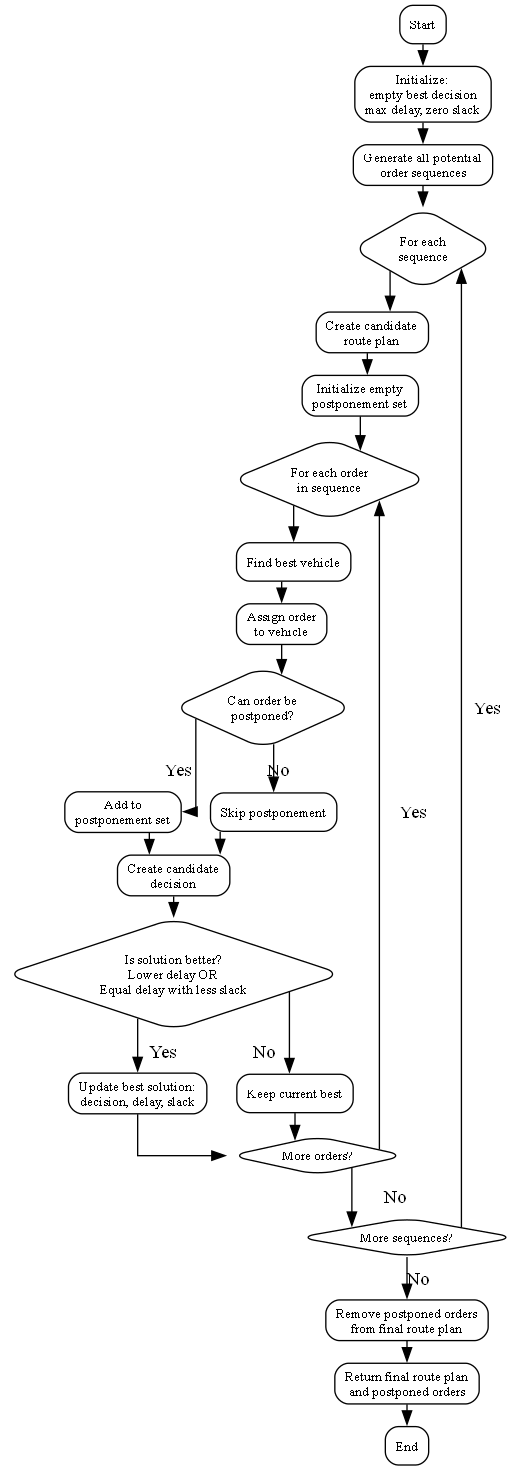 Start
Initialize:
empty best decision
max delay, zero slack
Generate all potential
order sequences
For each
sequence
Create candidate
route plan
Initialize empty
postponement set
For each order
in sequence
Find best vehicle
Assign order
to vehicle
Can order be
postponed?
Yes
Yes
No
Add to
postponement set
Skip postponement
Yes
Create candidate
decision
Is solution better?
Lower delay OR
Equal delay with less slack
Yes
No
Update best solution:
decision, delay, slack
Keep current best
More orders?
No
More sequences?
No
Remove postponed orders
from final route plan
Return final route plan
and postponed orders
End